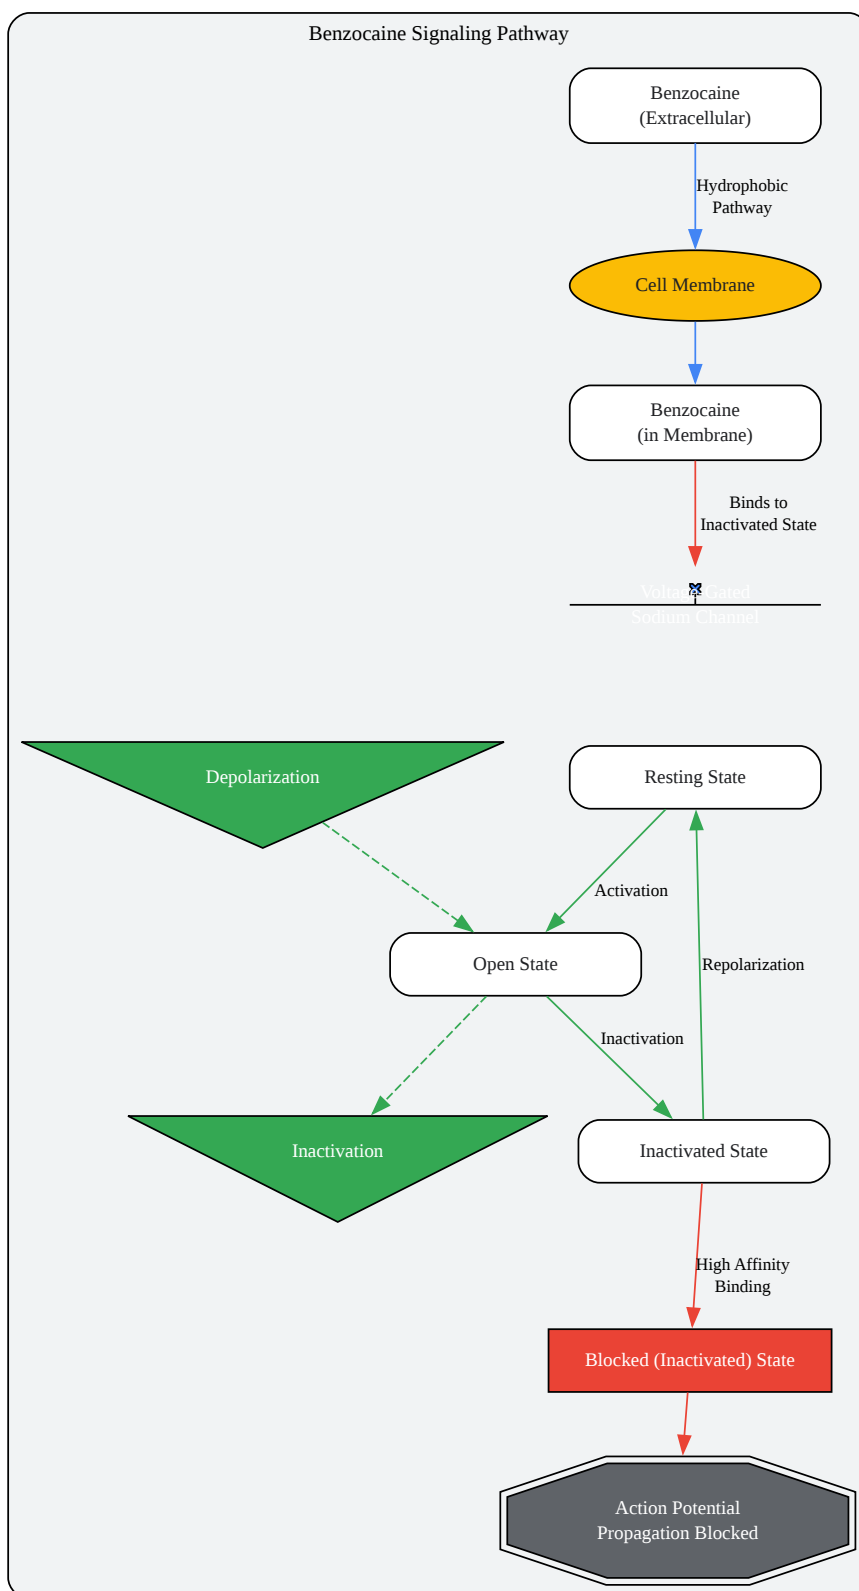 Benzocaine Signaling Pathway
Benzocaine
(Extracellular)
Hydrophobic
Pathway
Cell Membrane
Benzocaine
(in Membrane)
Binds to
Inactivated State
Voltage-Gated
Sodium Channel
Depolarization
Resting State
Activation
Open State
Repolarization
Inactivation
Inactivation
Inactivated State
High Affinity
Binding
Blocked (Inactivated) State
Action Potential
Propagation Blocked